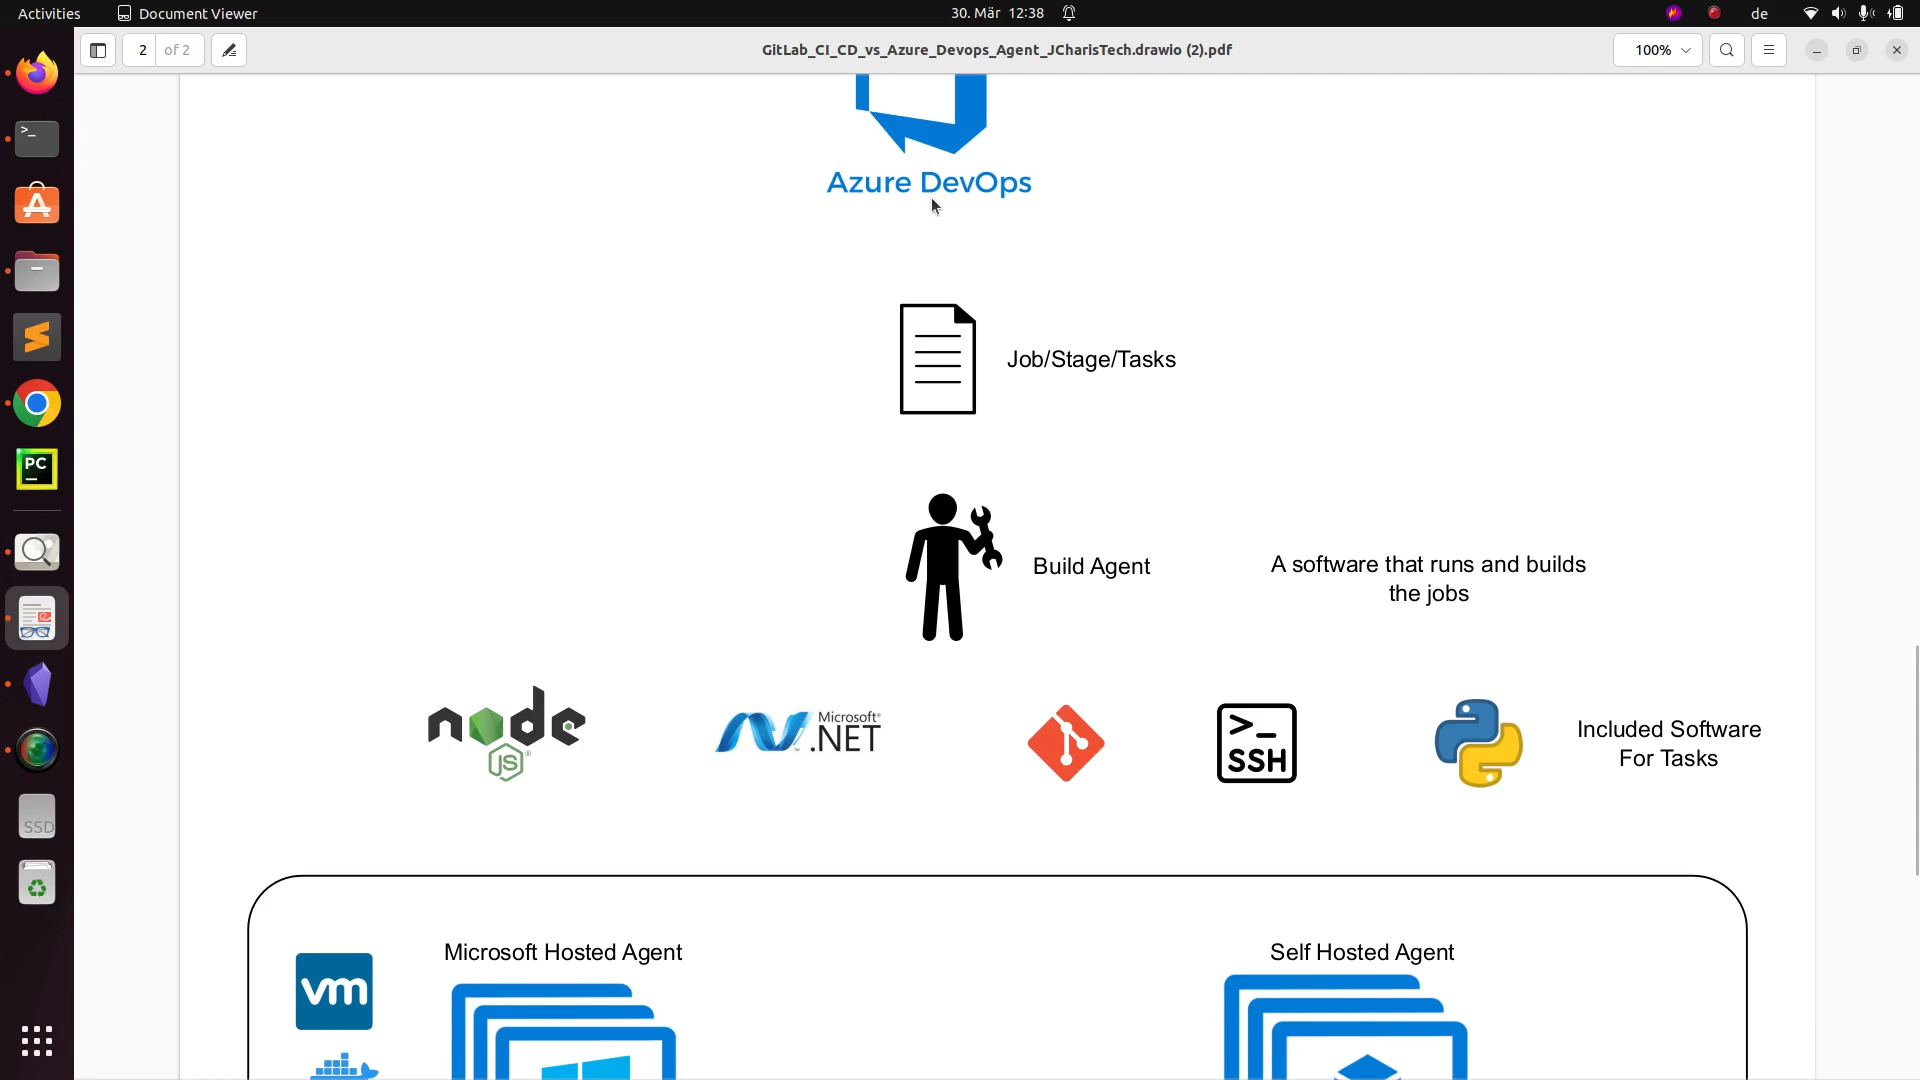 Activities
Document Viewer
30. Mär 12:38
de
2
of 2
GitLab_CI_CD_vs_Azure_Devops_Agent_JCharisTech.drawio (2).pdf
100%
Azure DevOps
Job/Stage/Tasks
Build Agent
A software that runs and builds
the jobs
node
JS
Microsoft
.NET
>_
SSH
Included Software
For Tasks
Microsoft Hosted Agent
Self Hosted Agent
vm
>_
PC
SSD